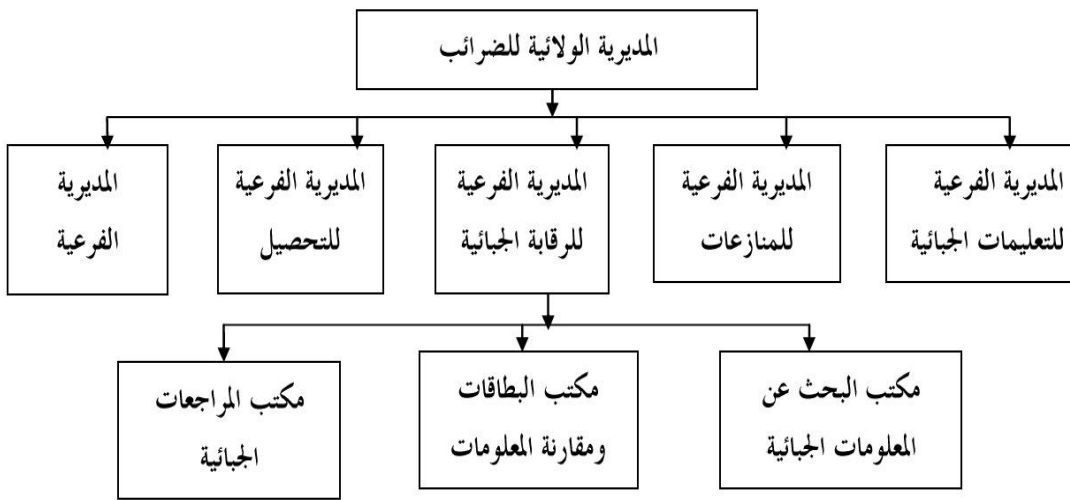 المديرية الولائية للضرائب
المديرية الفرعية
للتعليمات الجبائية
المديرية الفرعية
للمنازعات
المديرية الفرعية
للرقابة الجبائية
المديرية الفرعية
للتحصيل
المديرية
الفرعية
مكتب البحث عن
المعلومات الجبائية
مكتب البطاقات
ومقارنة المعلومات
مكتب المراجعات
الجبائية